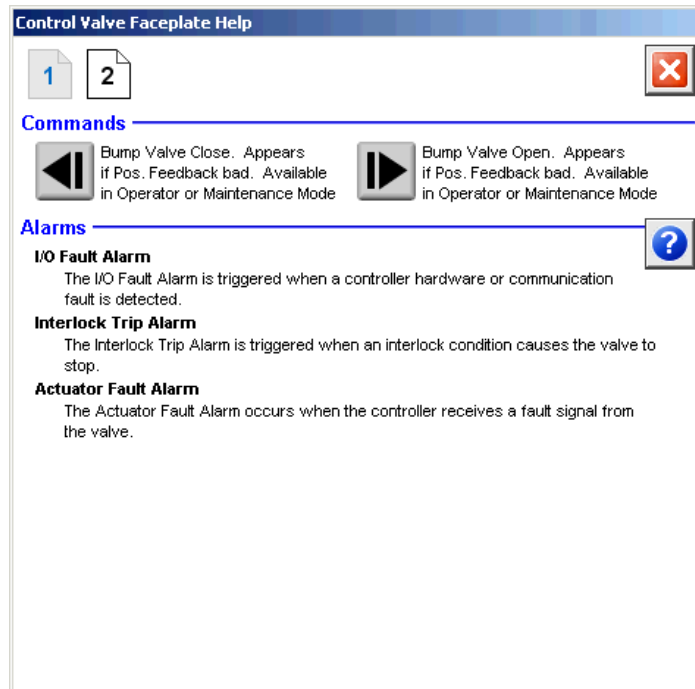 Control Valve Faceplate Help
1 2
Commands
Bump Valve Close. Appears
if Pos. Feedback bad. Available
in Operator or Maintenance Mode
Bump Valve Open. Appears
if Pos. Feedback bad. Available
in Operator or Maintenance Mode
Alarms
?
I/O Fault Alarm
The I/O Fault Alarm is triggered when a controller hardware or communication
fault is detected.
Interlock Trip Alarm
The Interlock Trip Alarm is triggered when an interlock condition causes the valve to
stop.
Actuator Fault Alarm
The Actuator Fault Alarm occurs when the controller receives a fault signal from
the valve.